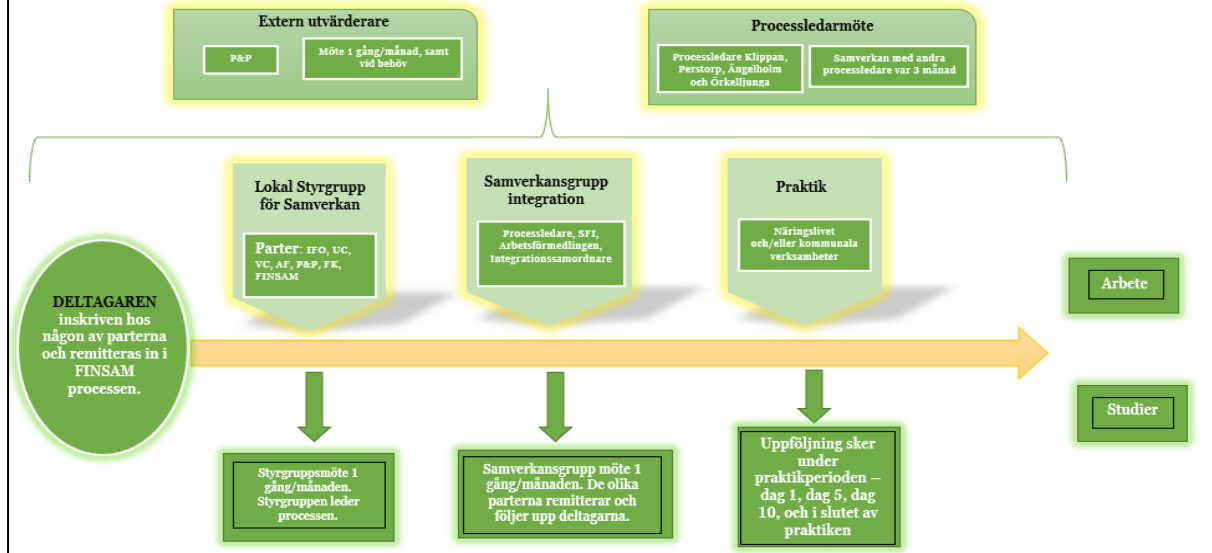 Extern utvärderare
P&P
Möte 1 gång/månad, samt
vid behöv
Processledarmöte
Processledare Klippan,
Perstorp, Ängelholm
och Örkelljunga
Samverkan med andra
processledare var 3 månad
Lokal Styrgrupp
för Samverkan
Parter: IFO, UC,
VC, AF, P&P, FK,
FINSAM
Samverkansgrupp
integration
Processledare, SFI,
Arbetsförmedlingen,
Integrationssamordnare
Praktik
Näringslivet
och/eller kommunala
verksamheter
DELTAGAREN
inskriven hos
någon av parterna
och remitteras in i
FINSAM
processen.
Arbete
Studier
Styrgruppsmöte 1
gång/månaden.
Styrgruppen leder
processen.
Samverkansgrupp möte 1
gång/månaden. De olika
parterna remitterar och
följer upp deltagarna.
Uppföljning sker
under
praktikperioden –
dag 1, dag 5, dag
10, och i slutet av
praktiken